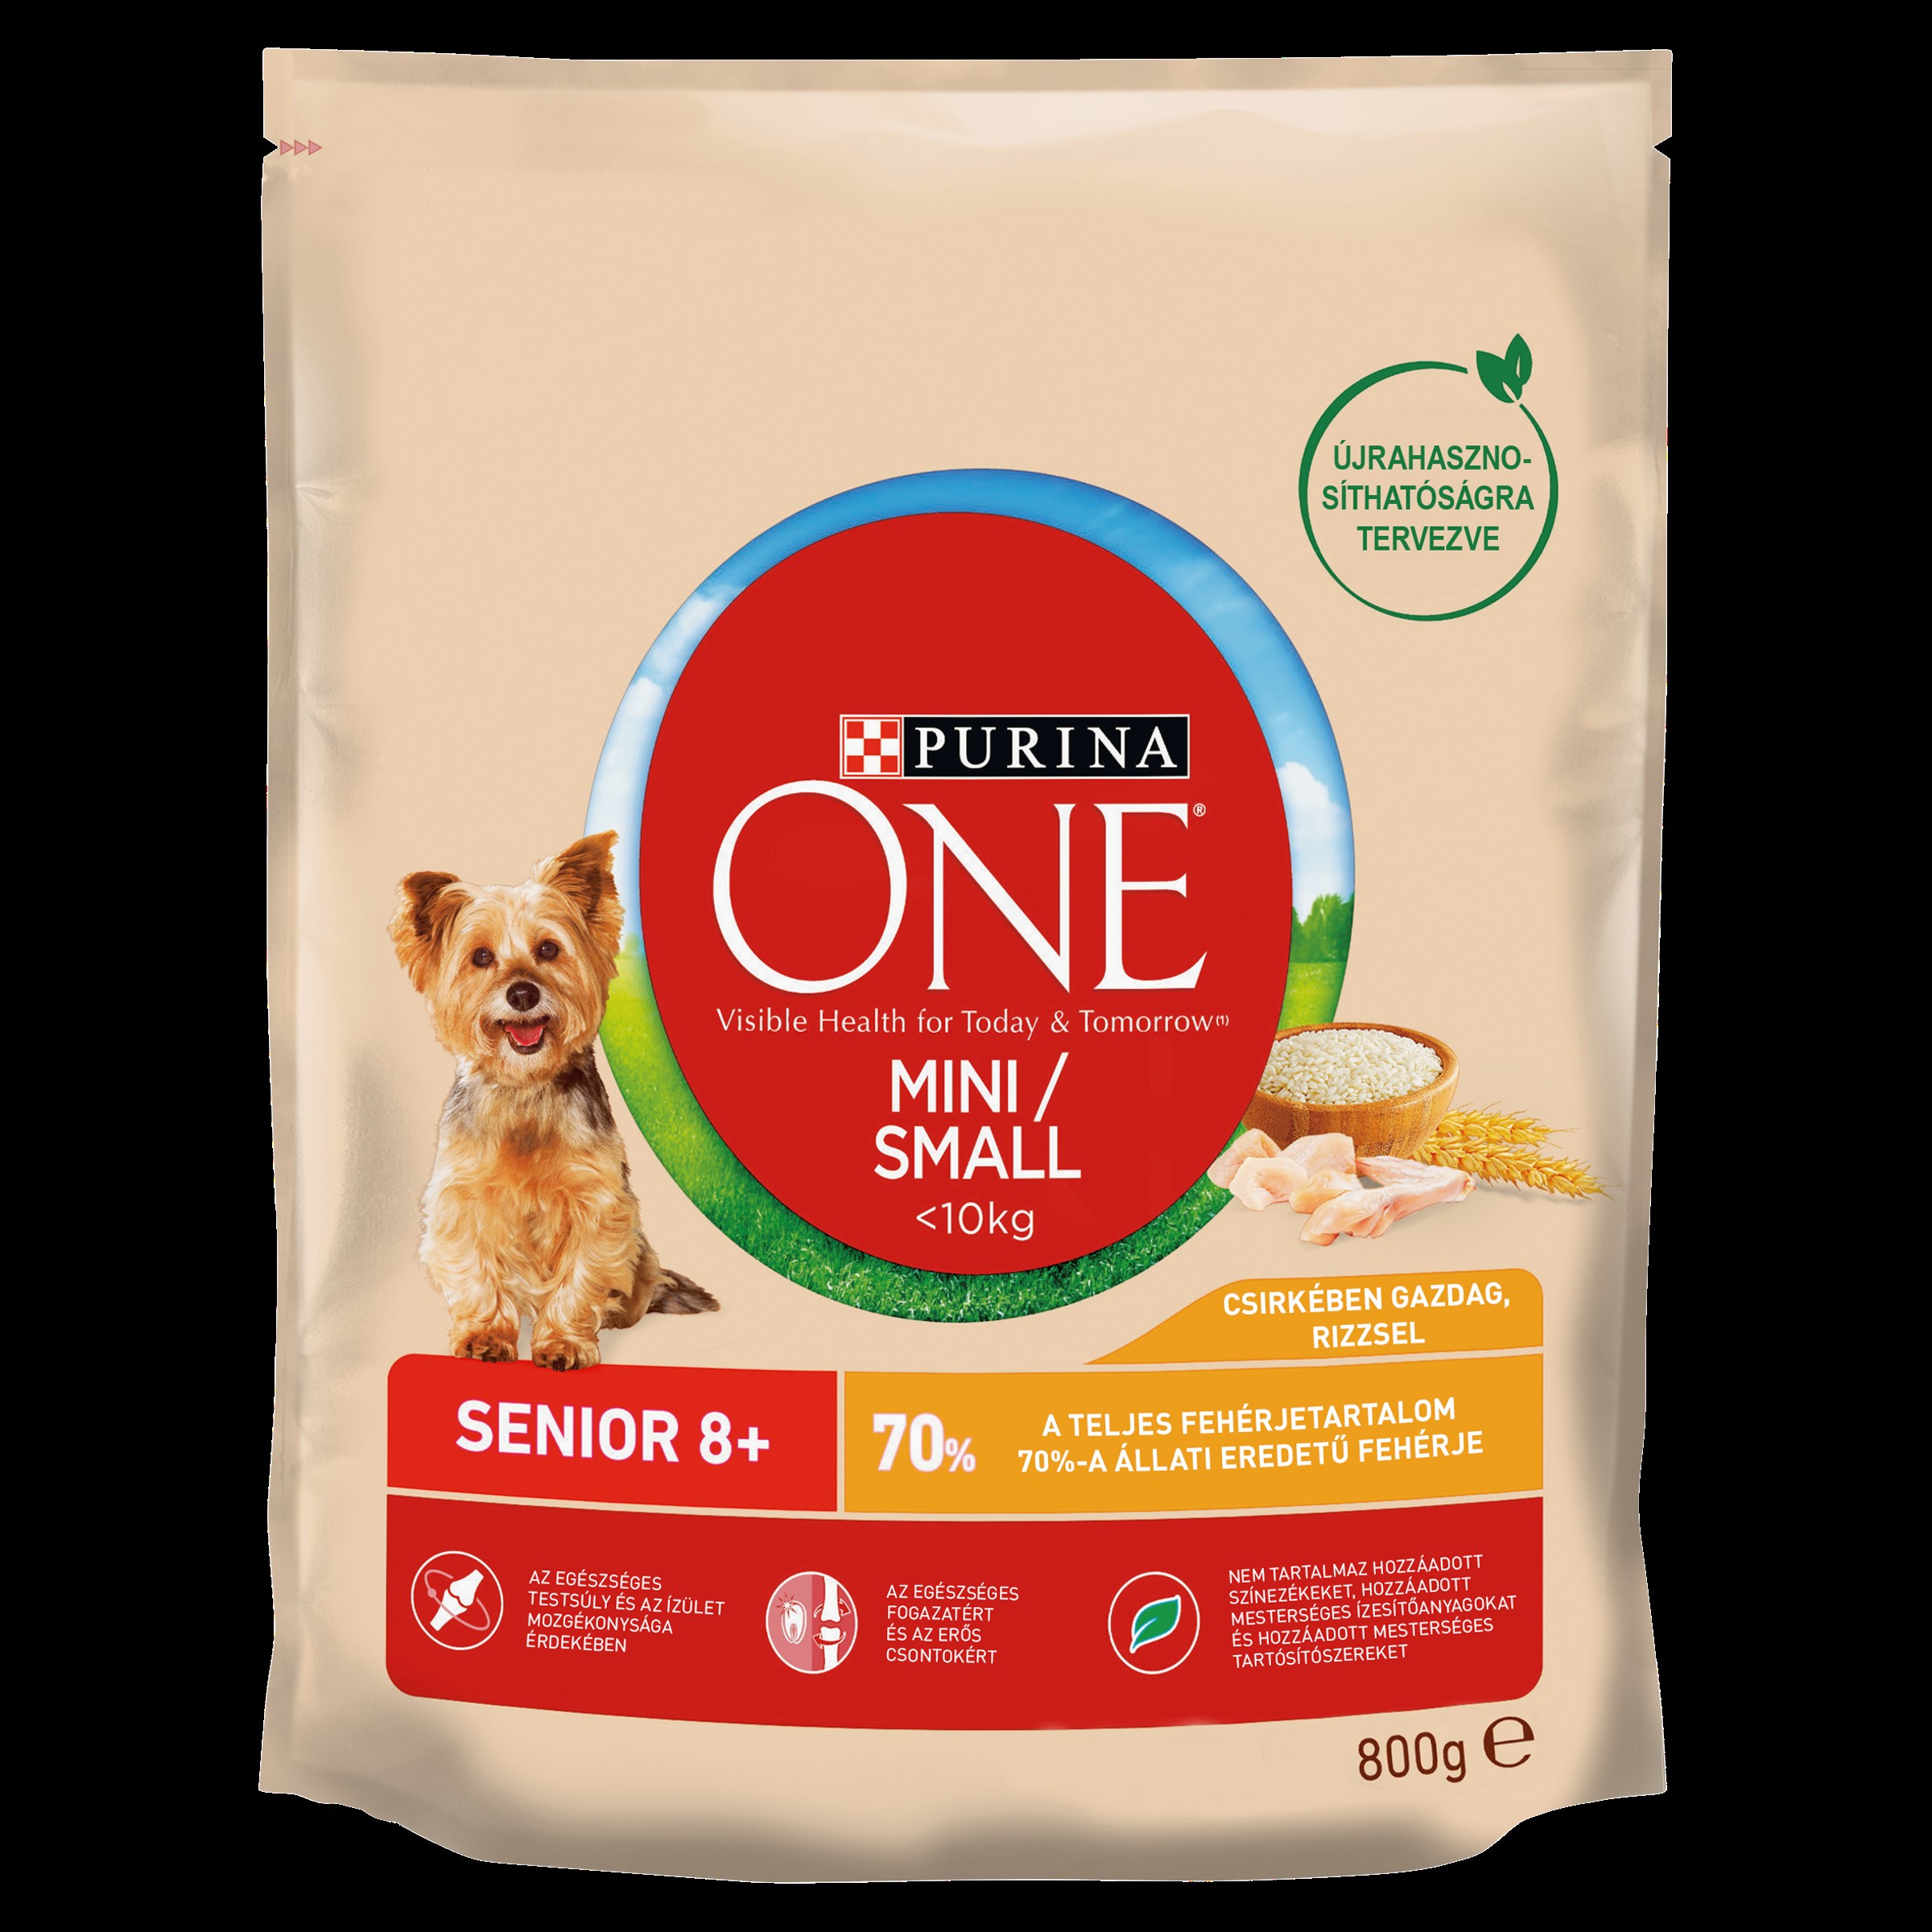 ÚJRAHASZNO-
SÍTHATÓSÁGRA
TERVEZVE
PURINA
ONE®
Visible Health for Today & Tomorrow(1)
MINI /
SMALL
<10kg
CSIRKÉBEN GAZDAG,
RIZZSEL
SENIOR 8+
70%
A TELJES FEHÉRJETARTALOM
70%-A ÁLLATI EREDETŰ FEHÉRJE
AZ EGÉSZSÉGES
TESTSÚLY ÉS AZ ÍZÜLET
MOZGÉKONYSÁGA
ÉRDEKÉBEN
AZ EGÉSZSÉGES
FOGAZATÉRT
ÉS AZ ERŐS
CSONTOKÉRT
NEM TARTALMAZ HOZZÁADOTT
SZÍNEZÉKEKET, HOZZÁADOTT
MESTERSÉGES ÍZESÍTŐANYAGOKAT
ÉS HOZZÁADOTT MESTERSÉGES
TARTÓSÍTÓSZEREKET
800g ℮